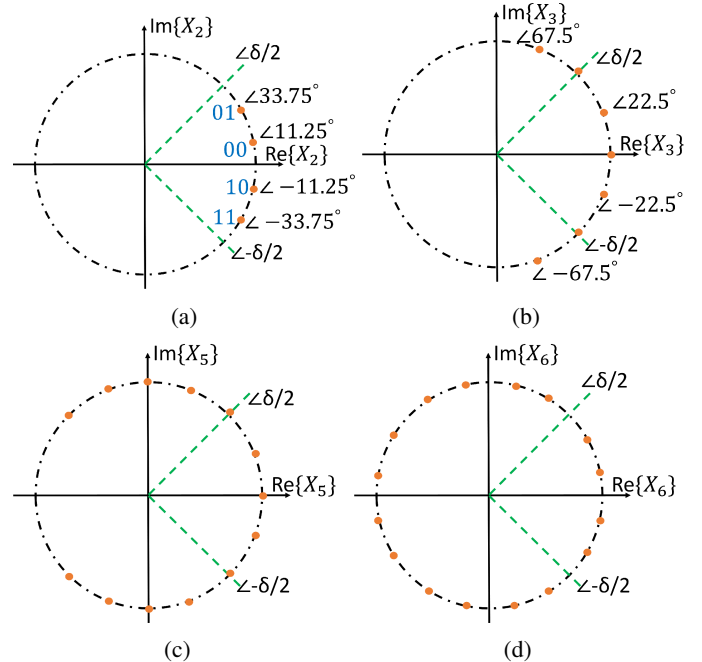 Im{X₂}
∠δ/2
∠33.75°
01
∠11.25°
00
Re{X₂}
10
∠ −11.25°
11
∠ −33.75°
∠-δ/2
(a)
Im{X₃}
∠67.5°
∠δ/2
∠22.5°
Re{X₃}
∠ −22.5°
∠-δ/2
∠ −67.5°
(b)
Im{X₅}
∠δ/2
Re{X₅}
∠-δ/2
(c)
Im{X₆}
∠δ/2
Re{X₆}
∠-δ/2
(d)